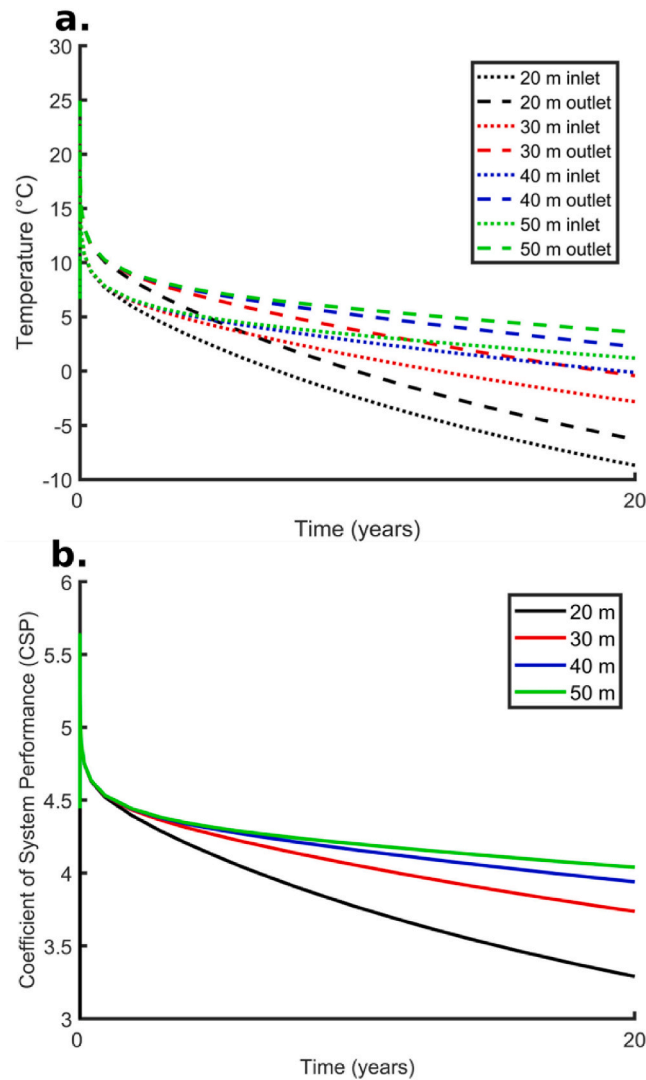 a.
30
25
20
15
10
5
0
-5
-10
Temperature (°C)
20 m inlet
20 m outlet
30 m inlet
30 m outlet
40 m inlet
40 m outlet
50 m inlet
50 m outlet
0
20
Time (years)
b.
6
5.5
5
4.5
4
3.5
3
Coefficient of System Performance (CSP)
20 m
30 m
40 m
50 m
0
20
Time (years)